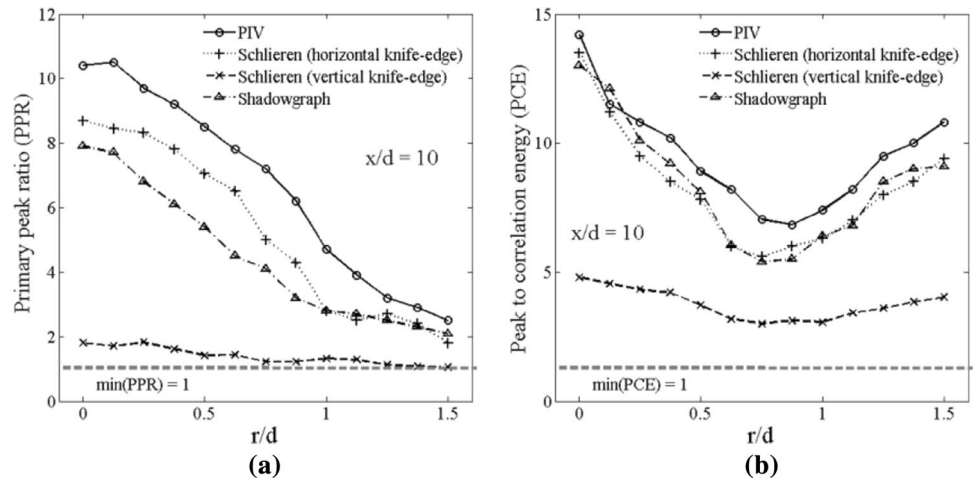 PIV
Schlieren (horizontal knife-edge)
Schlieren (vertical knife-edge)
Shadowgraph
x/d = 10
min(PPR) = 1
Primary peak ratio (PPR)
12
10
8
6
4
2
0
0
0.5
1
1.5
r/d
(a)
PIV
Schlieren (horizontal knife-edge)
Schlieren (vertical knife-edge)
Shadowgraph
x/d = 10
min(PCE) = 1
Peak to correlation energy (PCE)
15
10
5
0
0
0.5
1
1.5
r/d
(b)